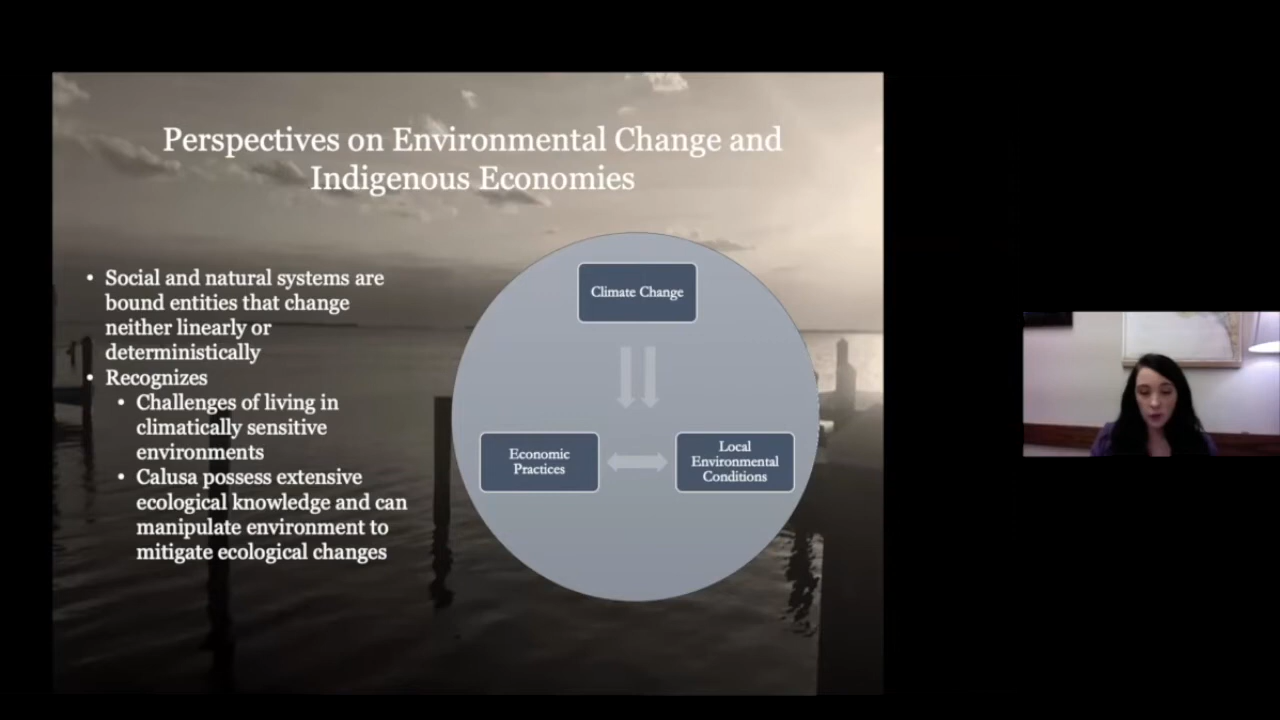 Perspectives on Environmental Change and
Indigenous Economies
• Social and natural systems are
bound entities that change
neither linearly or
deterministically
• Recognizes
• Challenges of living in
climatically sensitive
environments
• Calusa possess extensive
ecological knowledge and can
manipulate environment to
mitigate ecological changes
Climate Change
Economic
Practices
Local
Environmental
Conditions